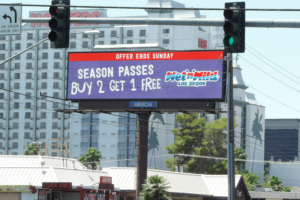 OFFER ENDS SUNDAY
SEASON PASSES
BUY 2 GET 1 FREE
Wet'n'Wild
LAS VEGAS